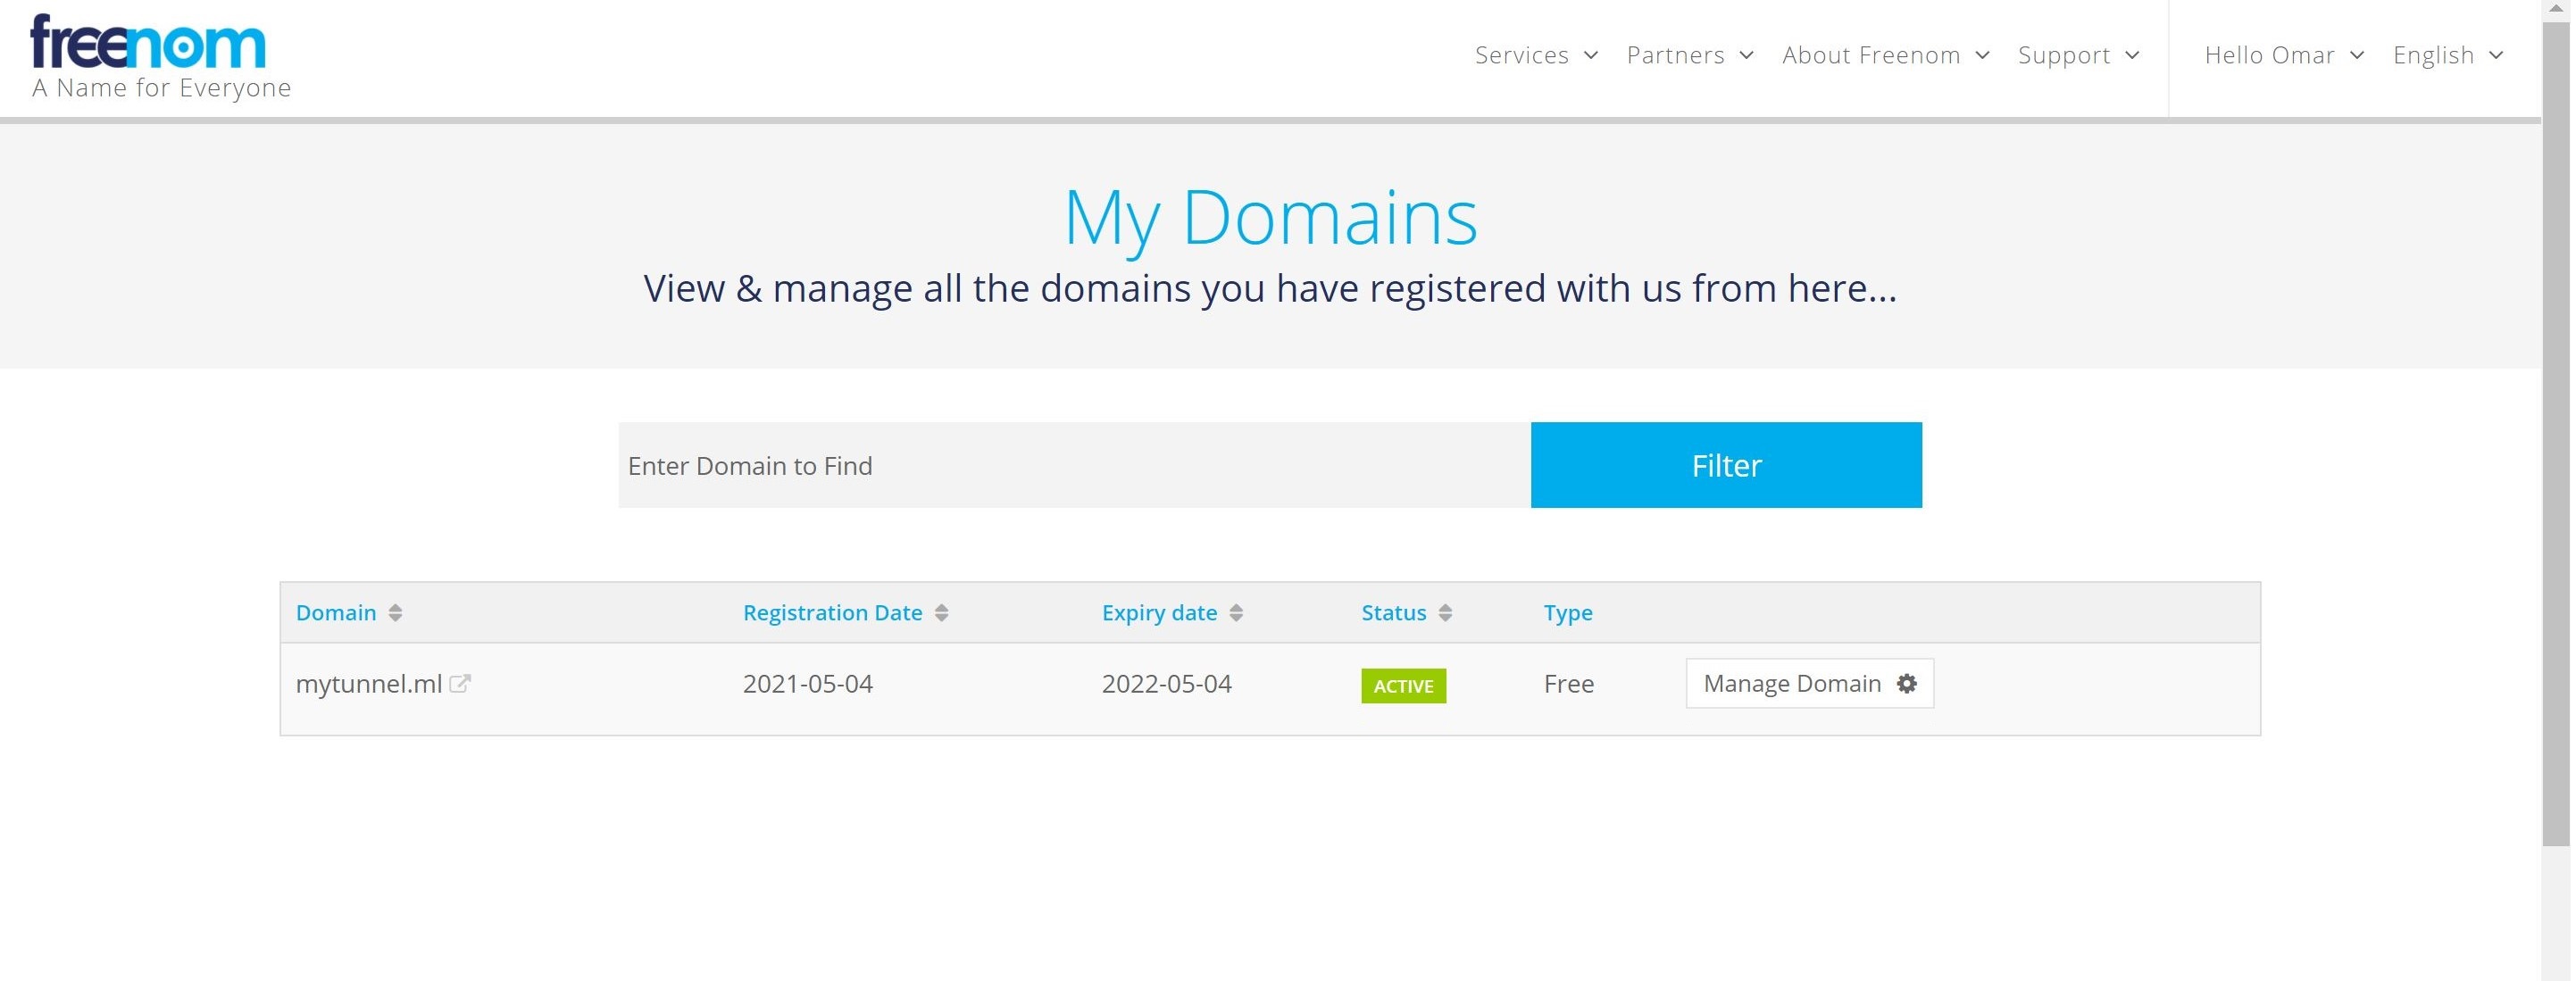 freenom
A Name for Everyone
Services Partners About Freenom Support Hello Omar English
My Domains
View & manage all the domains you have registered with us from here...
Enter Domain to Find Filter
Domain Registration Date Expiry date Status Type
mytunnel.ml 2021-05-04 2022-05-04 ACTIVE Free Manage Domain